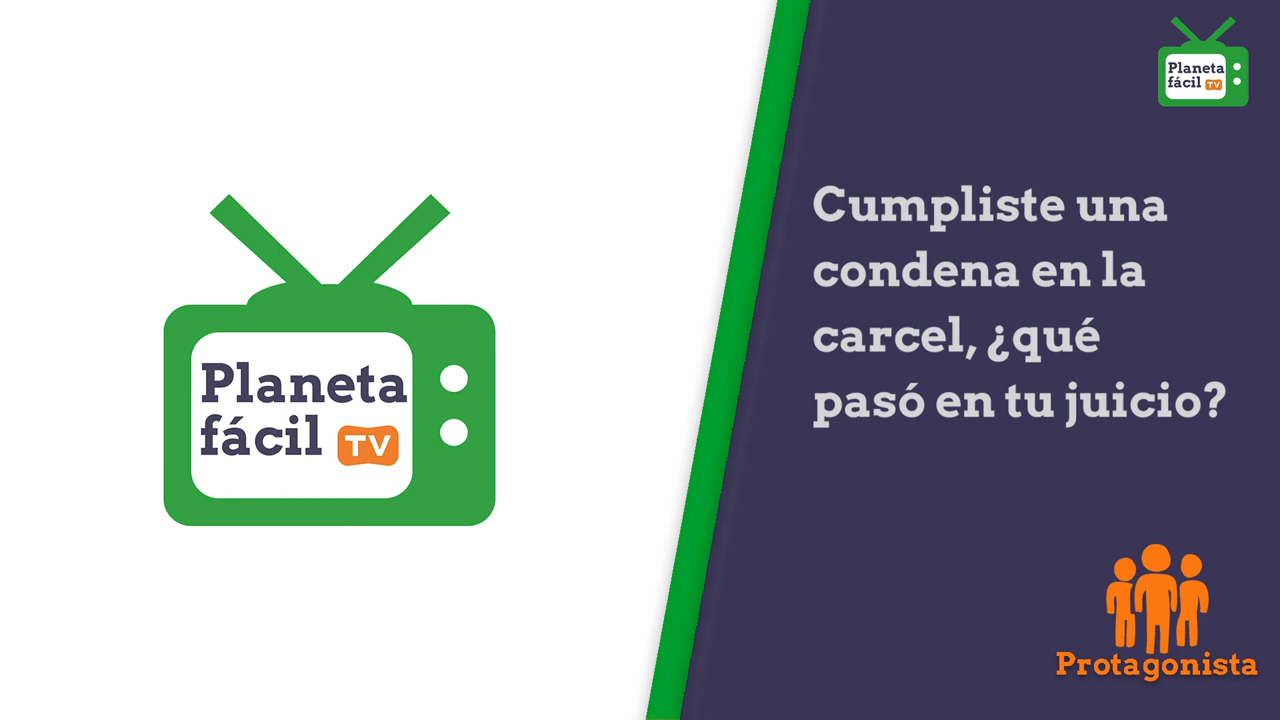 Planeta
fácil TV
Planeta
fácil TV
Cumpliste una
condena en la
carcel, ¿qué
pasó en tu juicio?
Protagonista